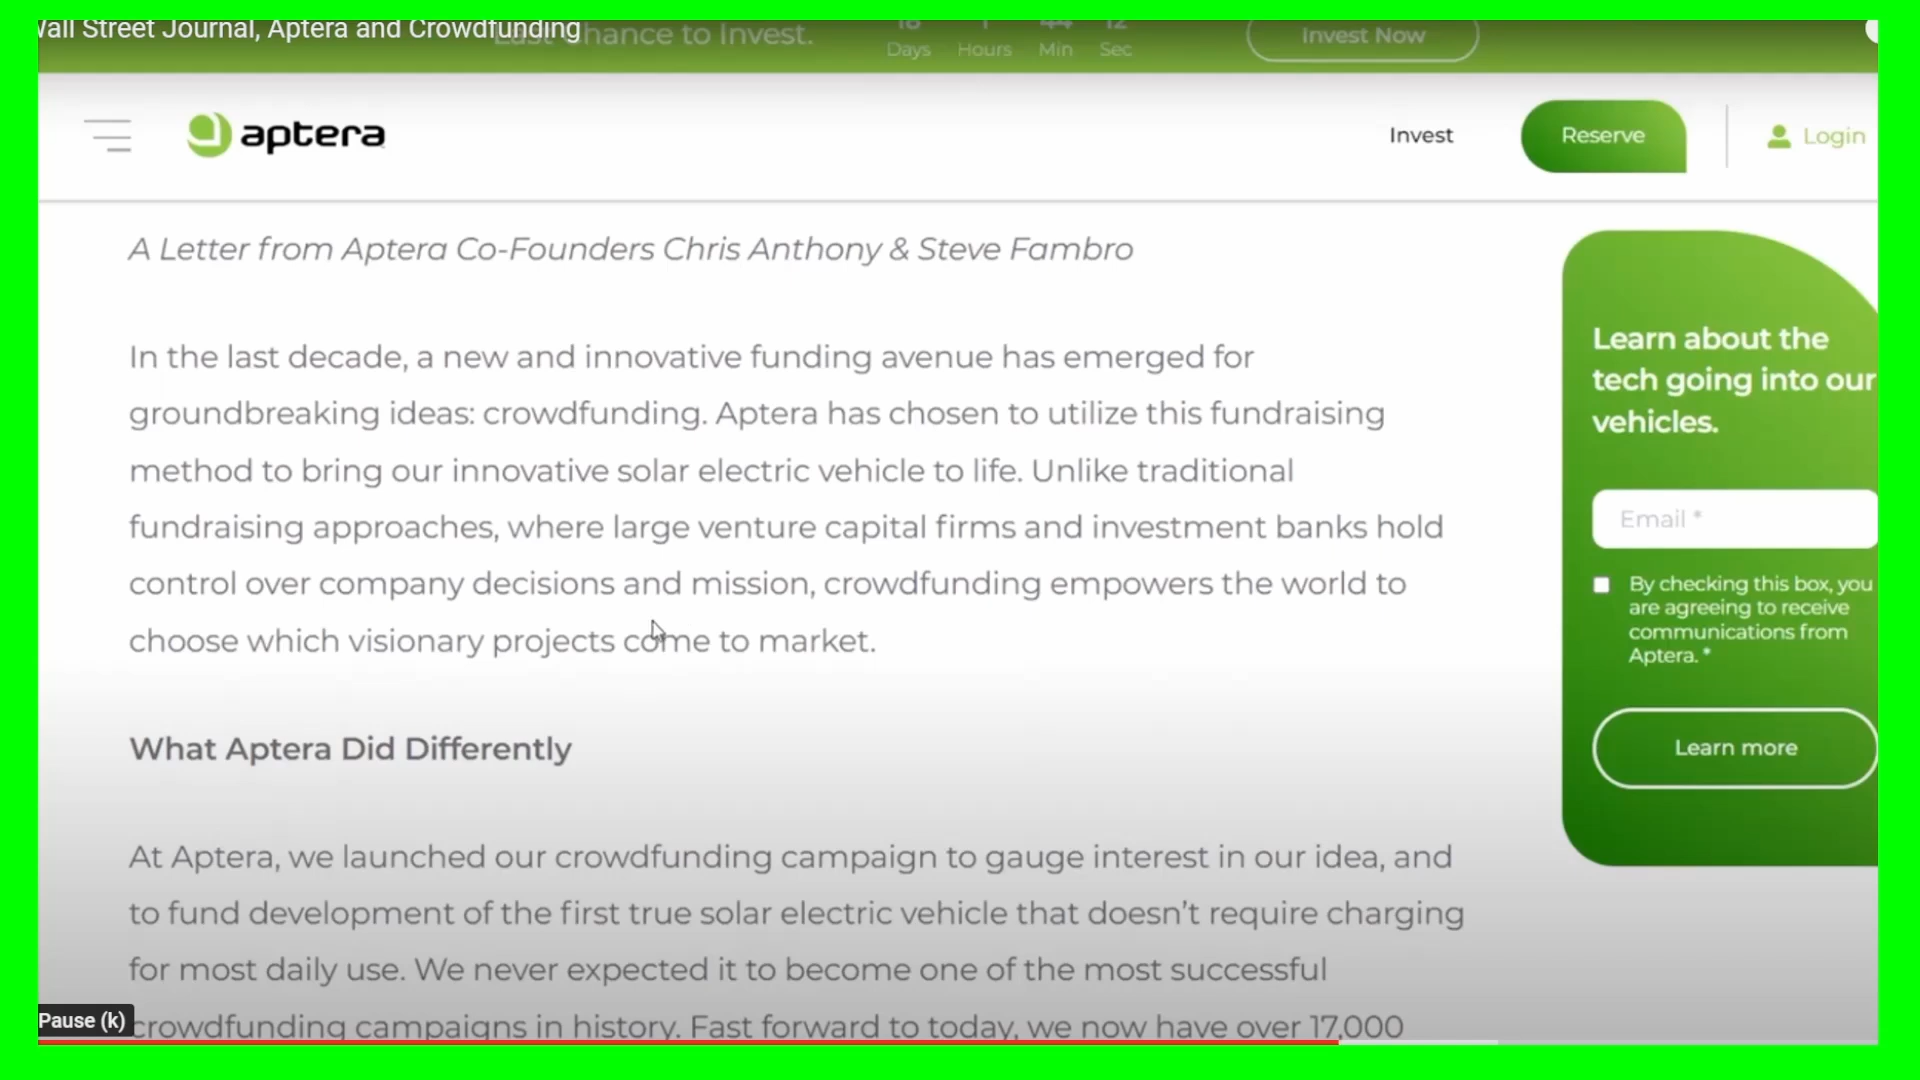 Wall Street Journal, Aptera and Crowdfunding
Last Chance to Invest.
Days Hours Min Sec
Invest Now
aptera
Invest
Reserve
Login
A Letter from Aptera Co-Founders Chris Anthony & Steve Fambro
In the last decade, a new and innovative funding avenue has emerged for
groundbreaking ideas: crowdfunding. Aptera has chosen to utilize this fundraising
method to bring our innovative solar electric vehicle to life. Unlike traditional
fundraising approaches, where large venture capital firms and investment banks hold
control over company decisions and mission, crowdfunding empowers the world to
choose which visionary projects come to market.
What Aptera Did Differently
At Aptera, we launched our crowdfunding campaign to gauge interest in our idea, and
to fund development of the first true solar electric vehicle that doesn't require charging
for most daily use. We never expected it to become one of the most successful
crowdfunding campaigns in history. Fast forward to today, we now have over 17,000
Learn about the
tech going into our
vehicles.
Email *
By checking this box, you
are agreeing to receive
communications from
Aptera. *
Learn more
Pause (k)